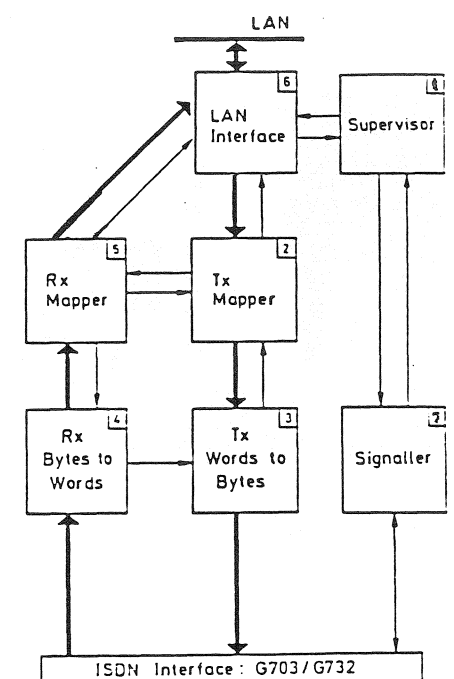 LAN
6
LAN
Interface
Supervisor
5
Rx
Mapper
2
Tx
Mapper
4
Rx
Bytes to
Words
3
Tx
Words to
Bytes
Signaller
ISDN Interface: G703/G732